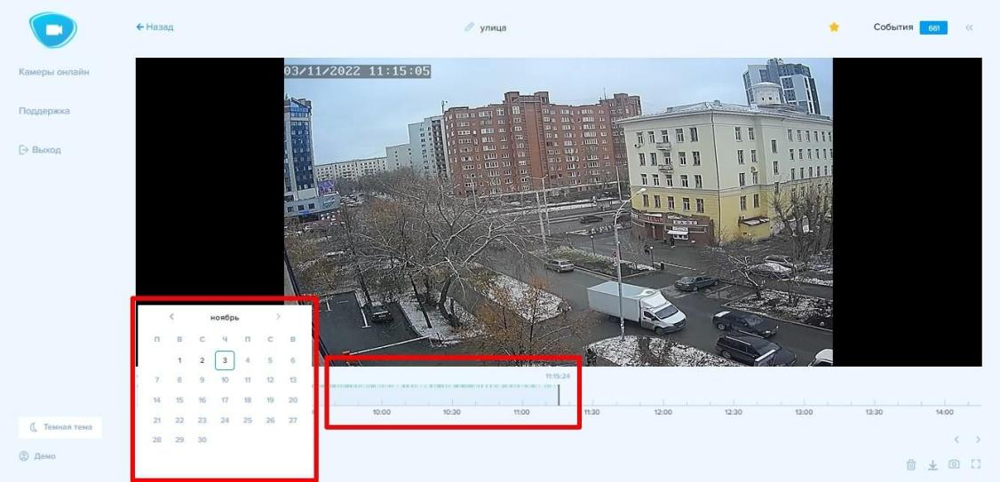 Назад
улица
События 661
Камеры онлайн
Поддержка
Выход
03/11/2022 11:15:05
ноябрь
П В С Ч П С В
1 2 3 4 5 6
7 8 9 10 11 12 13
14 15 16 17 18 19 20
21 22 23 24 25 26 27
28 29 30
11:15:24
10:00 10:30 11:00 11:30 12:00 12:30 13:00 13:30 14:00
Темная тема
Демо